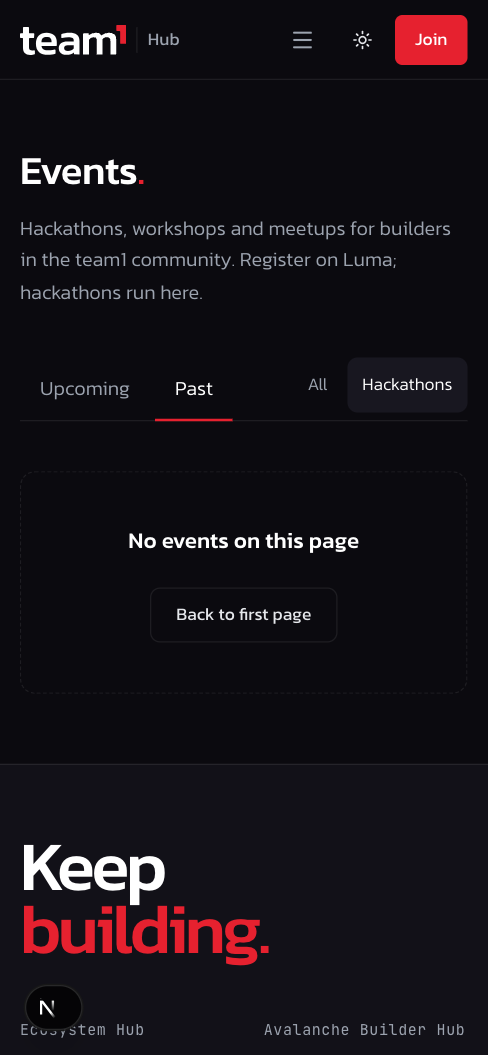 team1 Hub Join
Events.
Hackathons, workshops and meetups for builders
in the team1 community. Register on Luma;
hackathons run here.
Upcoming Past All Hackathons
No events on this page
Back to first page
Keep
building.
N
Ecosystem Hub Avalanche Builder Hub